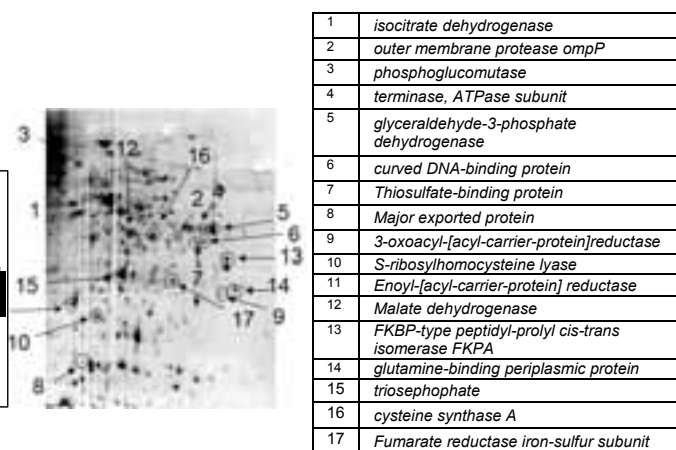 3
12
16
2
1
5
6
13
15
7
14
17
9
10
8
1 isocitrate dehydrogenase
2 outer membrane protease ompP
3 phosphoglucomutase
4 terminase, ATPase subunit
5 glyceraldehyde-3-phosphate
dehydrogenase
6 curved DNA-binding protein
7 Thiosulfate-binding protein
8 Major exported protein
9 3-oxoacyl-[acyl-carrier-protein]reductase
10 S-ribosylhomocysteine lyase
11 Enoyl-[acyl-carrier-protein] reductase
12 Malate dehydrogenase
13 FKBP-type peptidyl-prolyl cis-trans
isomerase FKPA
14 glutamine-binding periplasmic protein
15 triosephophate
16 cysteine synthase A
17 Fumarate reductase iron-sulfur subunit